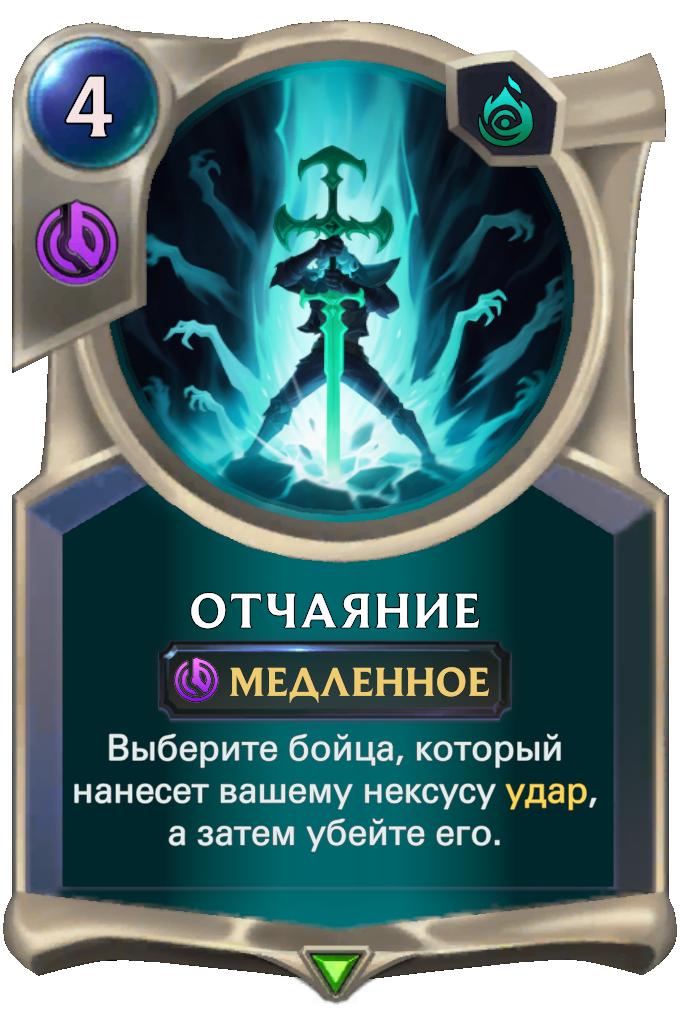 4
ОТЧАЯНИЕ
МЕДЛЕННОЕ
Выберите бойца, который
нанесет вашему нексусу удар,
а затем убейте его.